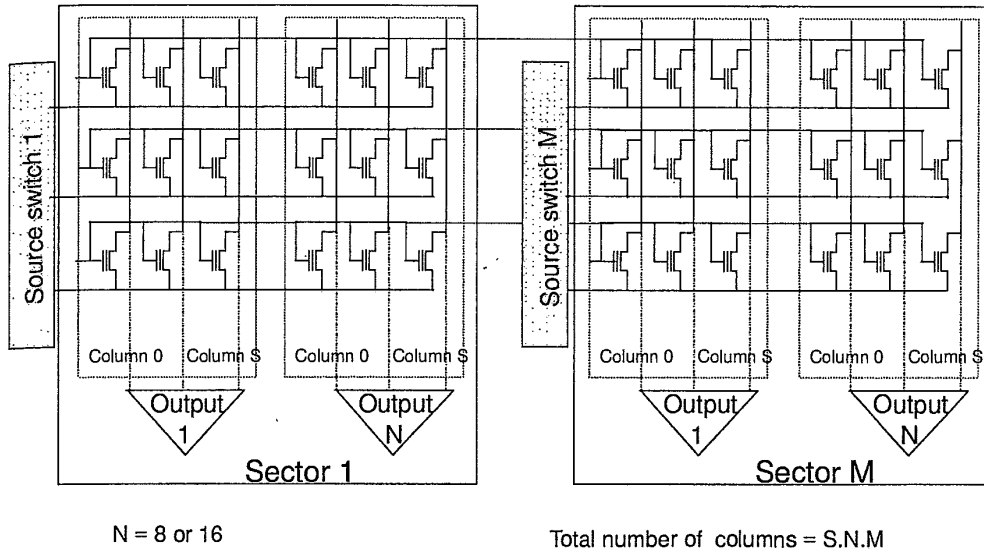 Source switch 1
Column 0
Column S
Column 0
Column S
Output
1
Output
N
Sector 1
Source switch M
Column 0
Column S
Column 0
Column S
Output
1
Output
N
Sector M
N = 8 or 16
Total number of columns = S.N.M